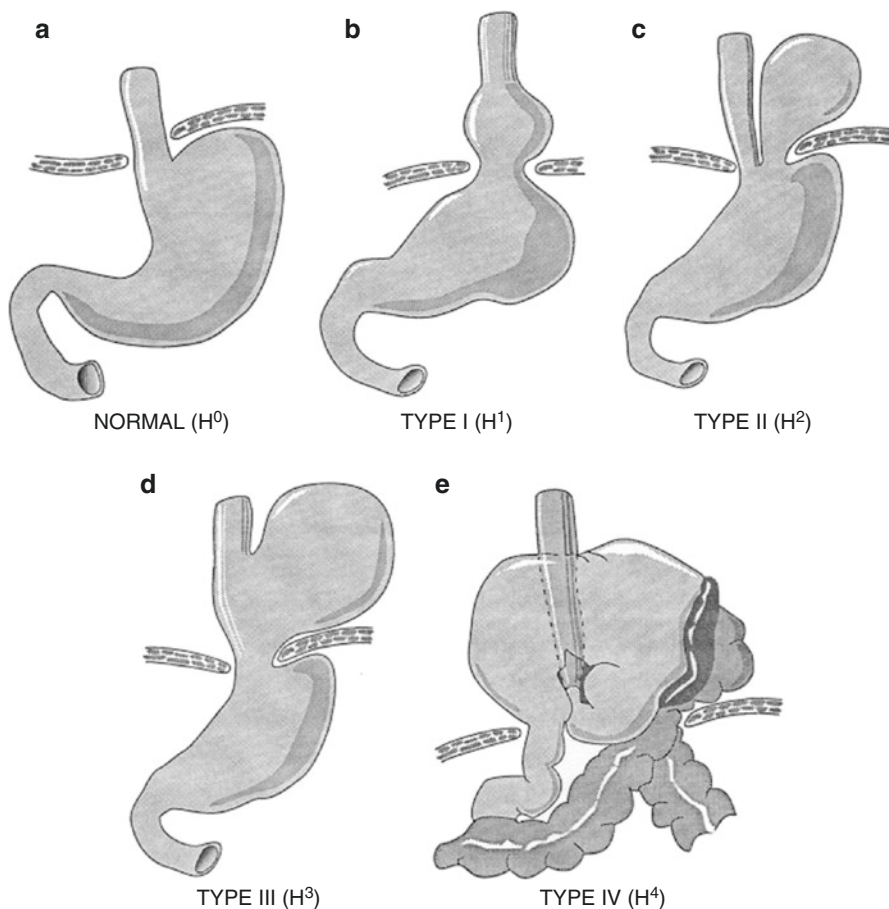 a
b
c
NORMAL (H⁰)
TYPE I (H¹)
TYPE II (H²)
d
e
TYPE III (H³)
TYPE IV (H⁴)